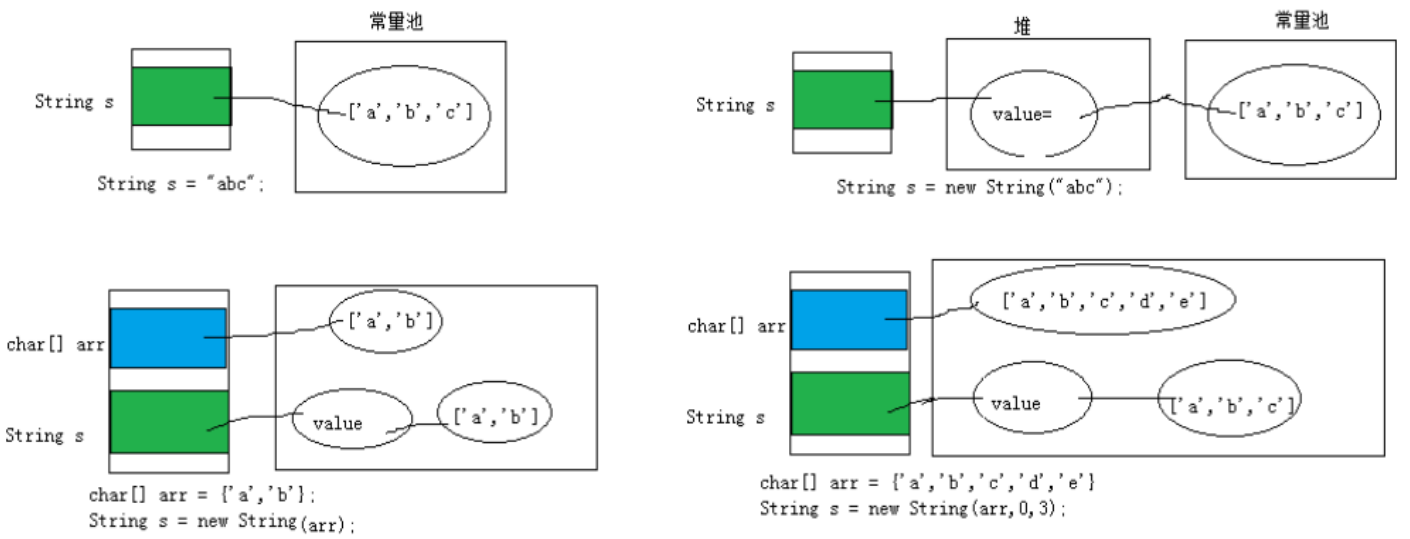 常量池
String s
['a','b','c']
String s = "abc";
堆
常量池
String s
value=
['a','b','c']
String s = new String("abc");
char[] arr
['a','b']
String s
value
['a','b']
char[] arr = {'a','b'};
String s = new String(arr);
char[] arr
['a','b','c','d','e']
String s
value
['a','b','c']
char[] arr = {'a','b','c','d','e'}
String s = new String(arr,0,3);